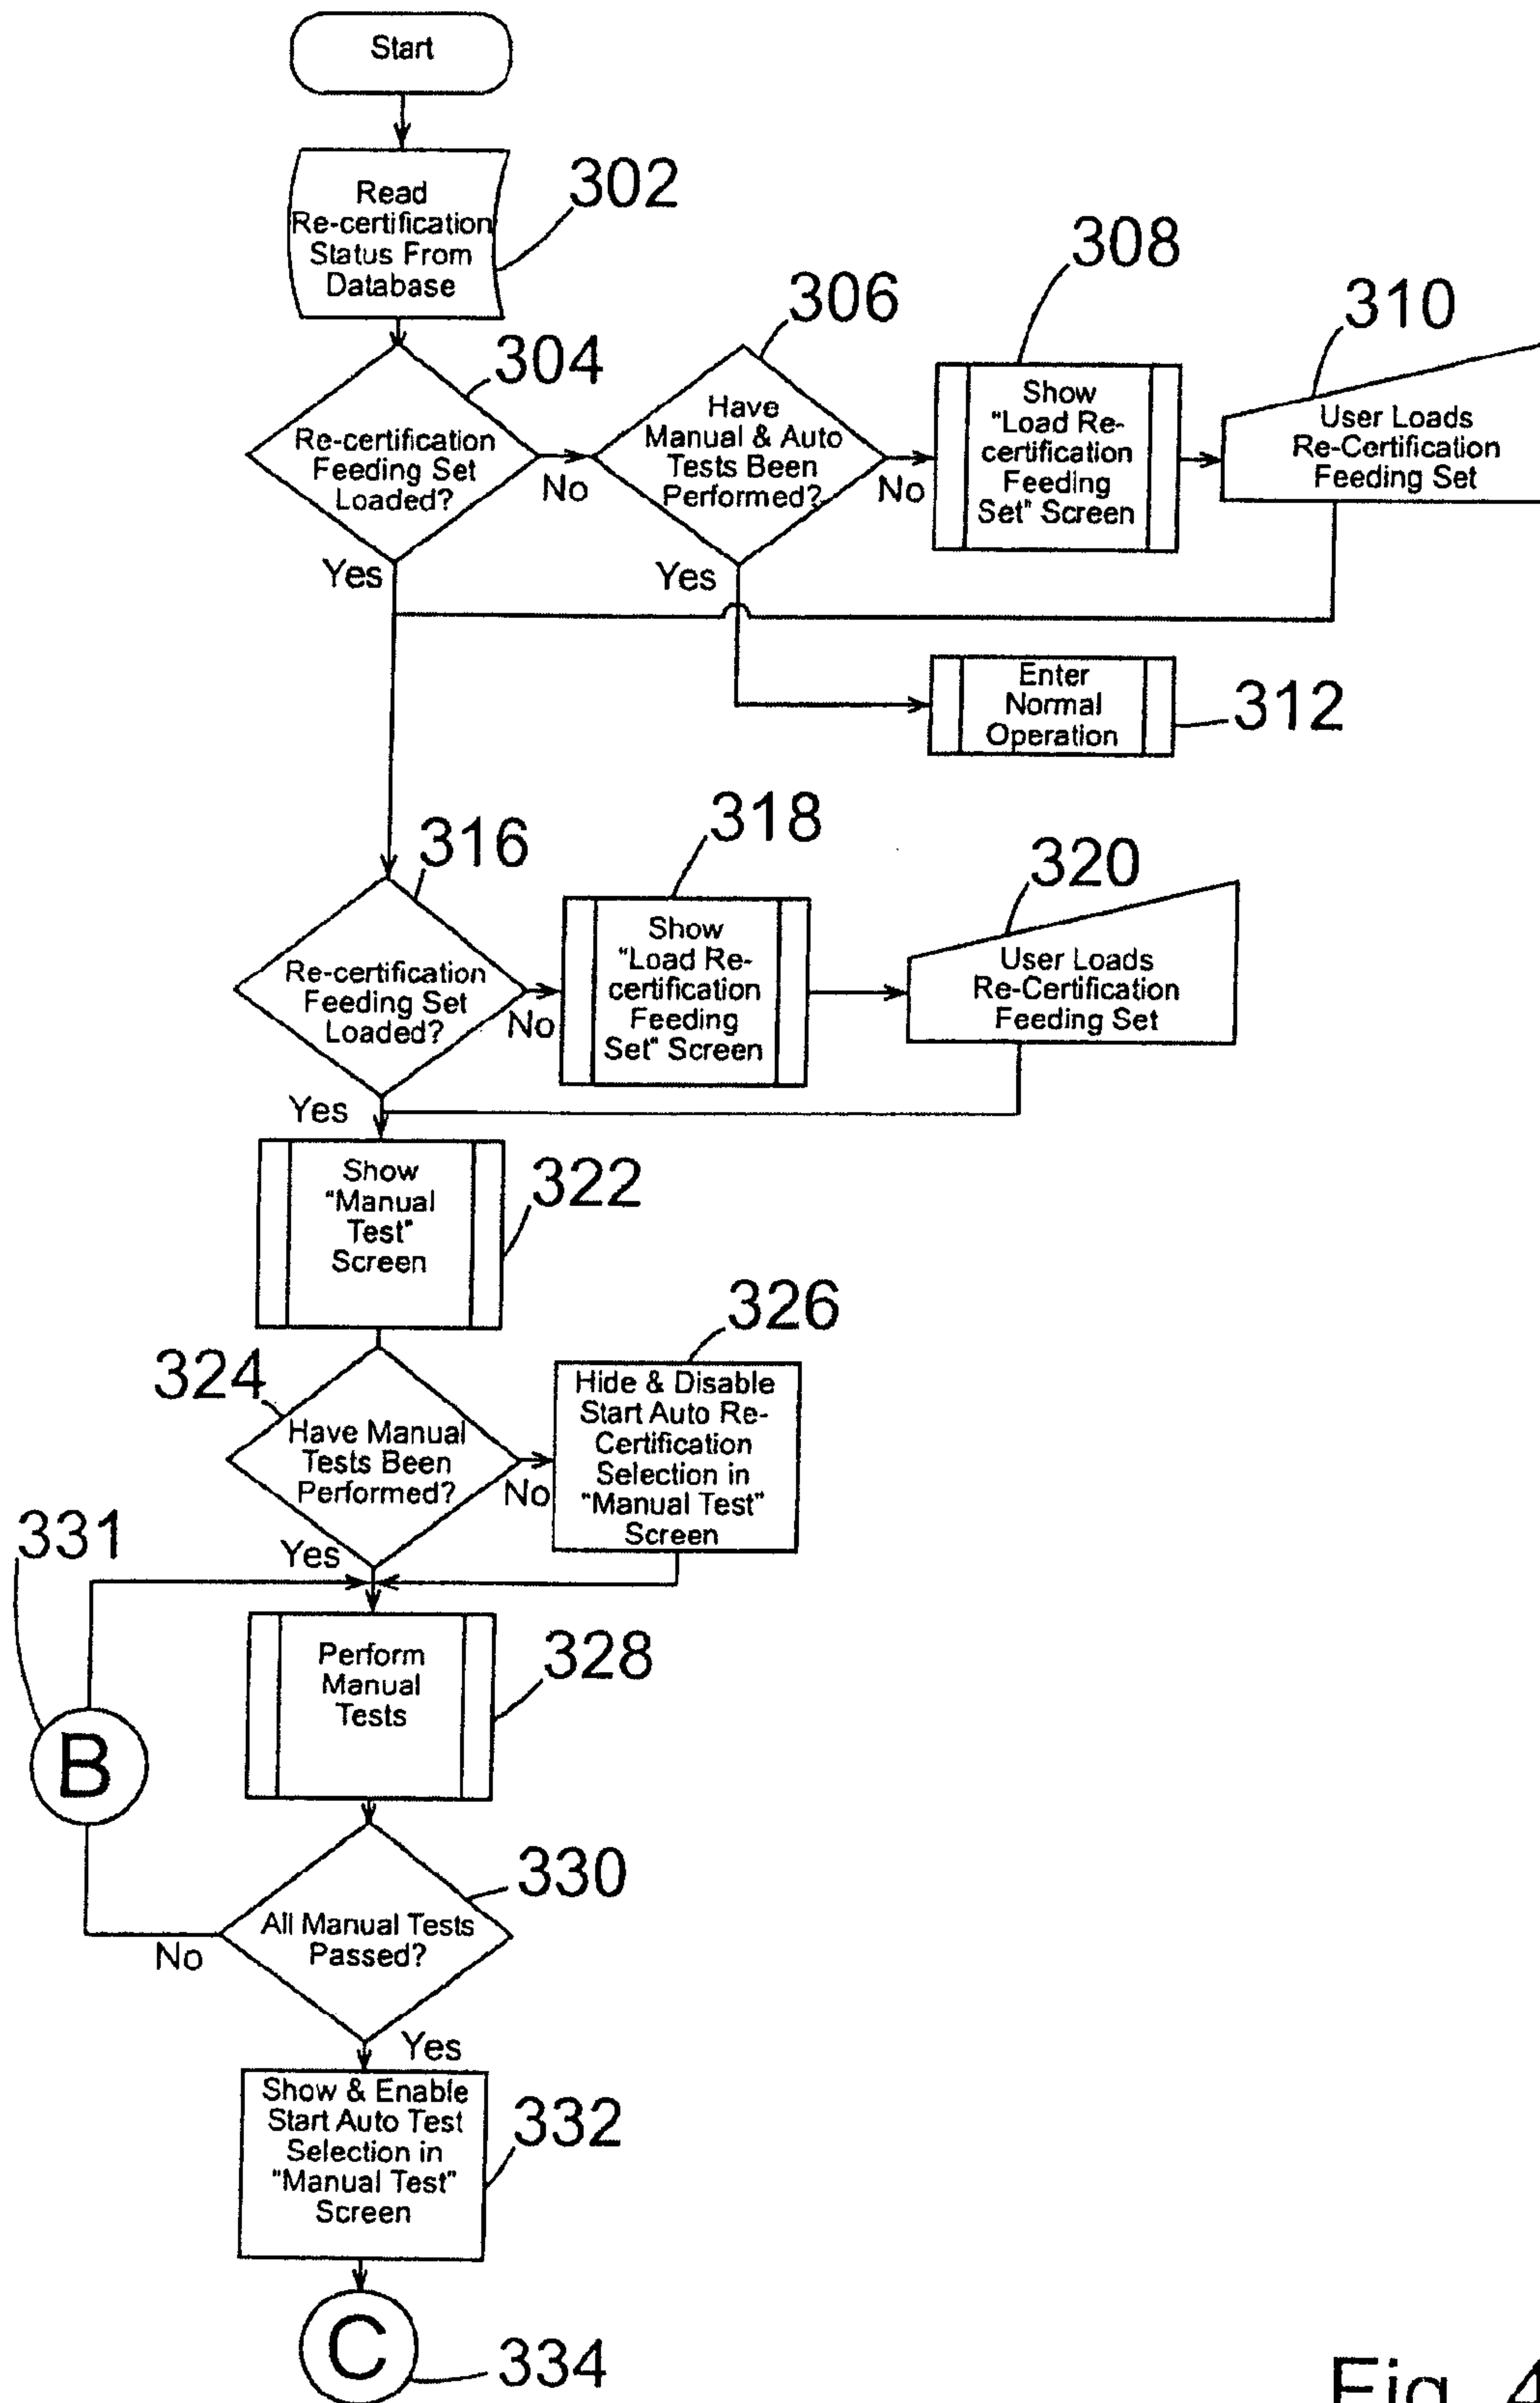 Start
Read
Re-certification
Status From
Database
302
304
Re-certification
Feeding Set
Loaded?
No
Yes
306
Have
Manual & Auto
Tests Been
Performed?
No
Yes
308
Show
"Load Re-
certification
Feeding
Set" Screen
310
User Loads
Re-Certification
Feeding Set
Enter
Normal
Operation
312
316
Re-certification
Feeding Set
Loaded?
No
Yes
318
Show
"Load Re-
certification
Feeding
Set" Screen
320
User Loads
Re-Certification
Feeding Set
Show
"Manual
Test"
Screen
322
324
Have Manual
Tests Been
Performed?
No
Yes
326
Hide & Disable
Start Auto Re-
Certification
Selection in
"Manual Test"
Screen
331
B
Perform
Manual
Tests
328
330
All Manual Tests
Passed?
No
Yes
Show & Enable
Start Auto Test
Selection in
"Manual Test"
Screen
332
C
334
Fig. 4